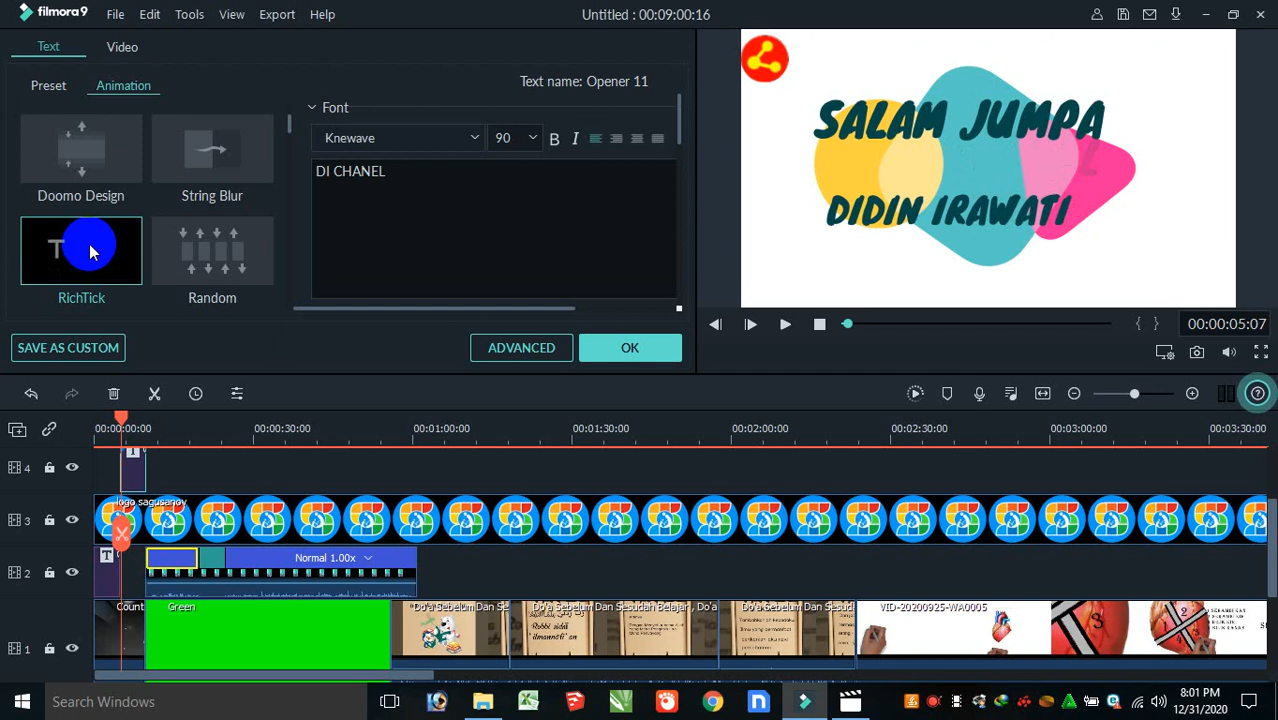 filmora9 File Edit Tools View Export Help Untitled : 00:09:00:16
Text Video
Preset Animation Text name: Opener 11
Font
Knewave 90 B I
DI CHANEL
Doomo Design String Blur
T
RichTick Random
SAVE AS CUSTOM ADVANCED OK
SALAM JUMPA
DIDIN IRAWATI
{ } 00:00:05:07
00:00:00:00 00:00:30:00 00:01:00:00 00:01:30:00 00:02:00:00 00:02:30:00 00:03:00:00 00:03:30:00
4 T
3 logo sagusanov
2 T Normal 1.00x
1 Count Green "Do'a Sebelum Dan Se Do'a Sebelum Dan Sesudah Belajar , Do'a Do'a Sebelum Dan Sesud VID-20200925-WA0005
Search Windows
8:01 PM
12/31/2020